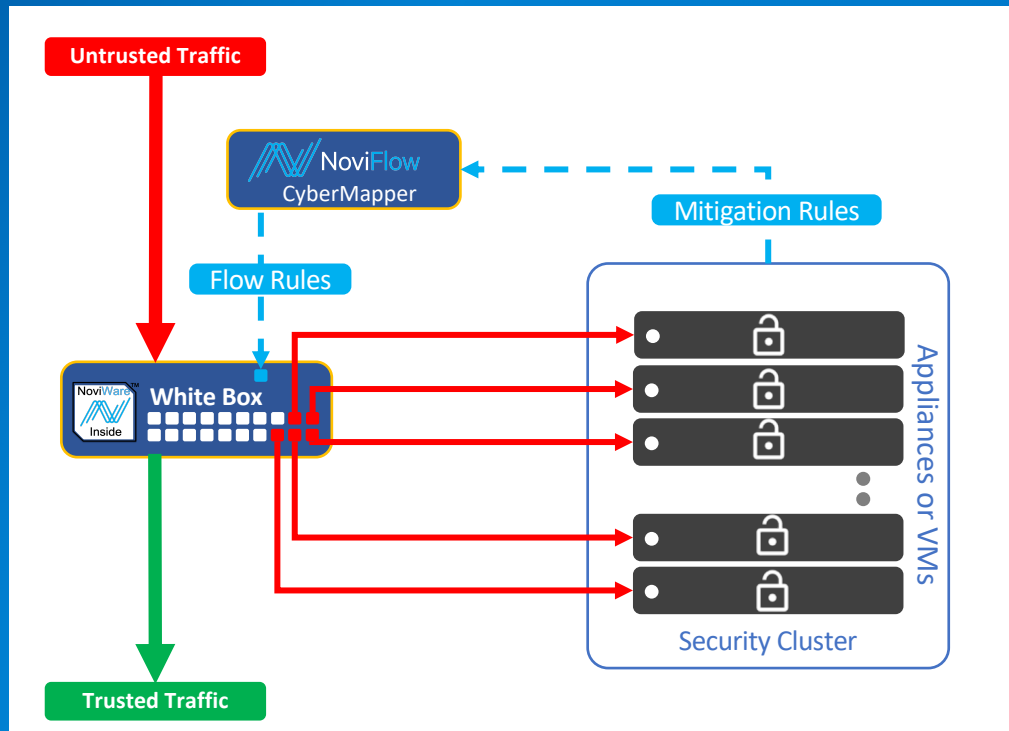 Untrusted Traffic
NoviFlow
CyberMapper
Mitigation Rules
Flow Rules
NoviWare™
Inside
White Box
Appliances or VMs
Security Cluster
Trusted Traffic